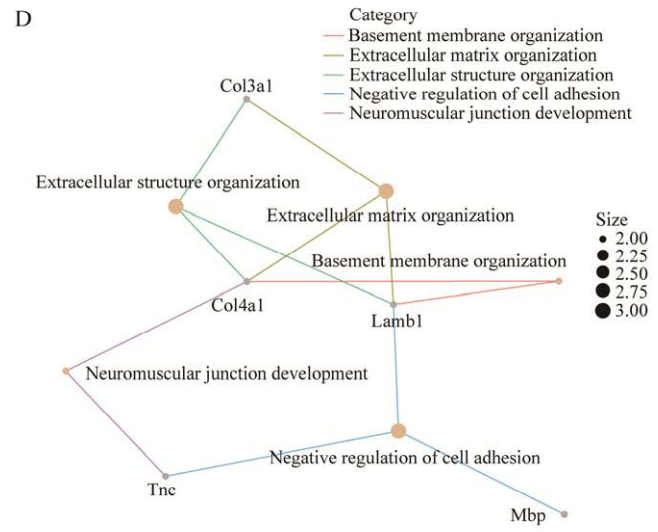 D
Category
Basement membrane organization
Extracellular matrix organization
Extracellular structure organization
Negative regulation of cell adhesion
Neuromuscular junction development
Col3a1
Extracellular structure organization
Extracellular matrix organization
Size
2.00
2.25
2.50
2.75
3.00
Basement membrane organization
Col4a1
Lamb1
Neuromuscular junction development
Negative regulation of cell adhesion
Tnc
Mbp